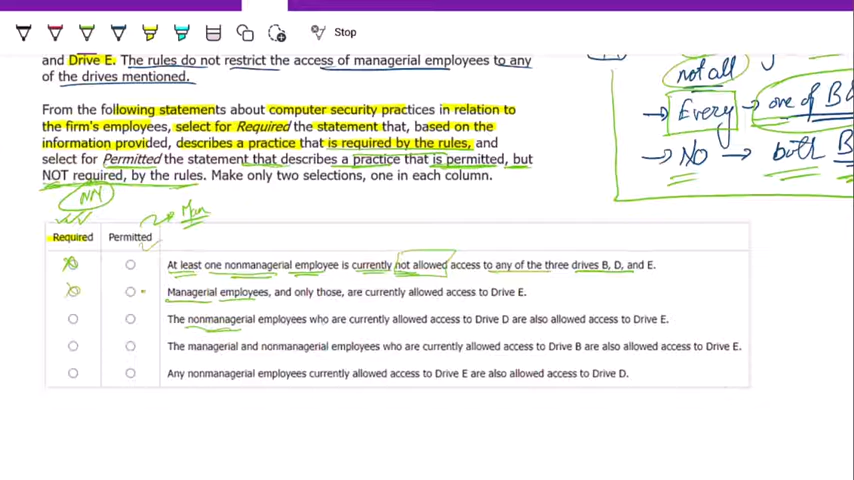 Stop
and Drive E. The rules do not restrict the access of managerial employees to any
of the drives mentioned.
not all
→ Every → one of B &
→ No → both B
From the following statements about computer security practices in relation to
the firm's employees, select for Required the statement that, based on the
information provided, describes a practice that is required by the rules, and
select for Permitted the statement that describes a practice that is permitted, but
NOT required, by the rules. Make only two selections, one in each column.
NM
Man
Required Permitted
At least one nonmanagerial employee is currently not allowed access to any of the three drives B, D, and E.
Managerial employees, and only those, are currently allowed access to Drive E.
The nonmanagerial employees who are currently allowed access to Drive D are also allowed access to Drive E.
The managerial and nonmanagerial employees who are currently allowed access to Drive B are also allowed access to Drive E.
Any nonmanagerial employees currently allowed access to Drive E are also allowed access to Drive D.